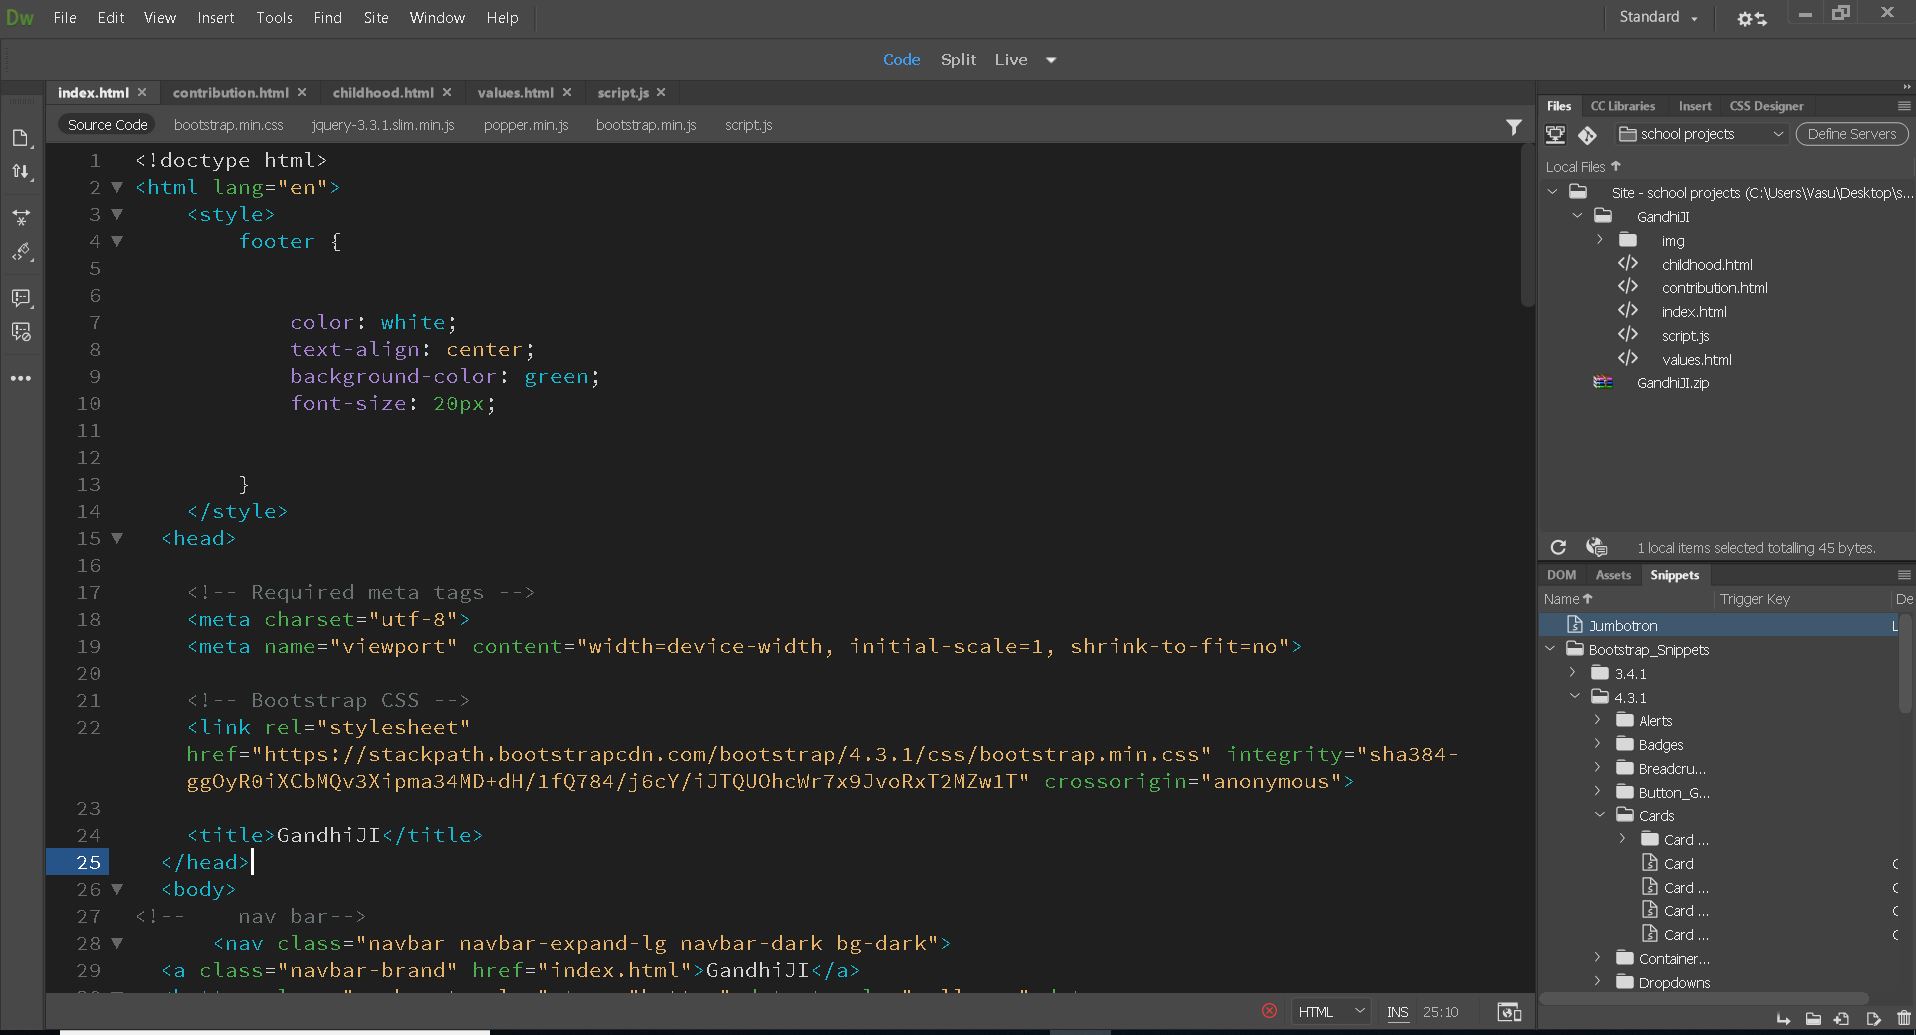 Dw File Edit View Insert Tools Find Site Window Help Standard
Code Split Live
index.html contribution.html childhood.html values.html script.js
Source Code bootstrap.min.css jquery-3.3.1.slim.min.js popper.min.js bootstrap.min.js script.js
1 <!doctype html>
2 <html lang="en">
3 <style>
4 footer {
5
6
7 color: white;
8 text-align: center;
9 background-color: green;
10 font-size: 20px;
11
12
13 }
14 </style>
15 <head>
16
17 <!-- Required meta tags -->
18 <meta charset="utf-8">
19 <meta name="viewport" content="width=device-width, initial-scale=1, shrink-to-fit=no">
20
21 <!-- Bootstrap CSS -->
22 <link rel="stylesheet"
href="https://stackpath.bootstrapcdn.com/bootstrap/4.3.1/css/bootstrap.min.css" integrity="sha384-
ggOyR0iXCbMQv3Xipma34MD+dH/1fQ784/j6cY/iJTQUOhcWr7x9JvoRxT2MZw1T" crossorigin="anonymous">
23
24 <title>GandhiJI</title>
25 </head>
26 <body>
27 <!-- nav bar-->
28 <nav class="navbar navbar-expand-lg navbar-dark bg-dark">
29 <a class="navbar-brand" href="index.html">GandhiJI</a>
HTML INS 25:10
Files CC Libraries Insert CSS Designer
school projects Define Servers
Local Files
Site - school projects (C:\Users\Vasu\Desktop\s...
GandhiJI
img
childhood.html
contribution.html
index.html
script.js
values.html
GandhiJI.zip
1 local items selected totalling 45 bytes.
DOM Assets Snippets
Name Trigger Key De
Jumbotron L
Bootstrap_Snippets
3.4.1
4.3.1
Alerts
Badges
Breadcru...
Button_G...
Cards
Card ...
Card C
Card ... C
Card ... C
Card ... C
Container...
Dropdowns